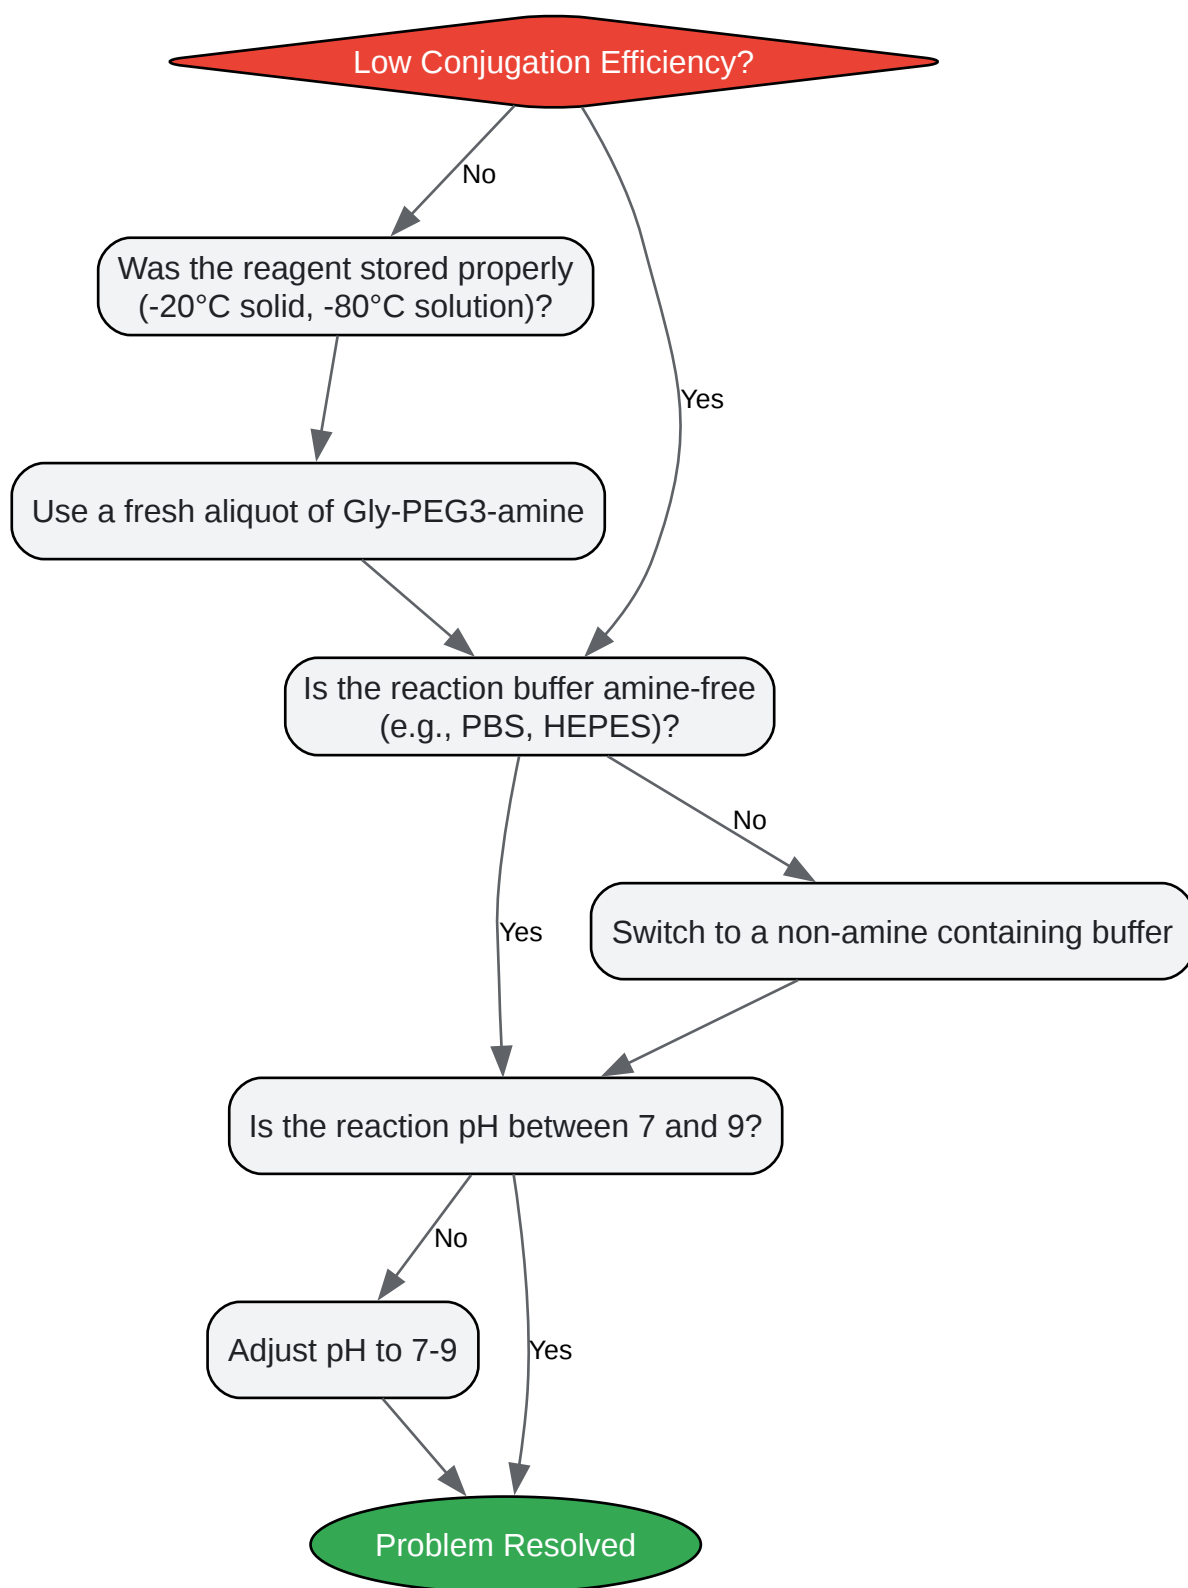 Low Conjugation Efficiency?
No
Was the reagent stored properly
(-20°C solid, -80°C solution)?
Yes
Use a fresh aliquot of Gly-PEG3-amine
Is the reaction buffer amine-free
(e.g., PBS, HEPES)?
No
Yes
Switch to a non-amine containing buffer
Is the reaction pH between 7 and 9?
No
Adjust pH to 7-9
Yes
Problem Resolved